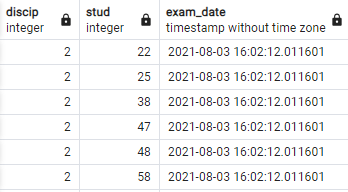 discip stud exam_date
integer integer timestamp without time zone
2 22 2021-08-03 16:02:12.011601
2 25 2021-08-03 16:02:12.011601
2 38 2021-08-03 16:02:12.011601
2 47 2021-08-03 16:02:12.011601
2 48 2021-08-03 16:02:12.011601
2 58 2021-08-03 16:02:12.011601